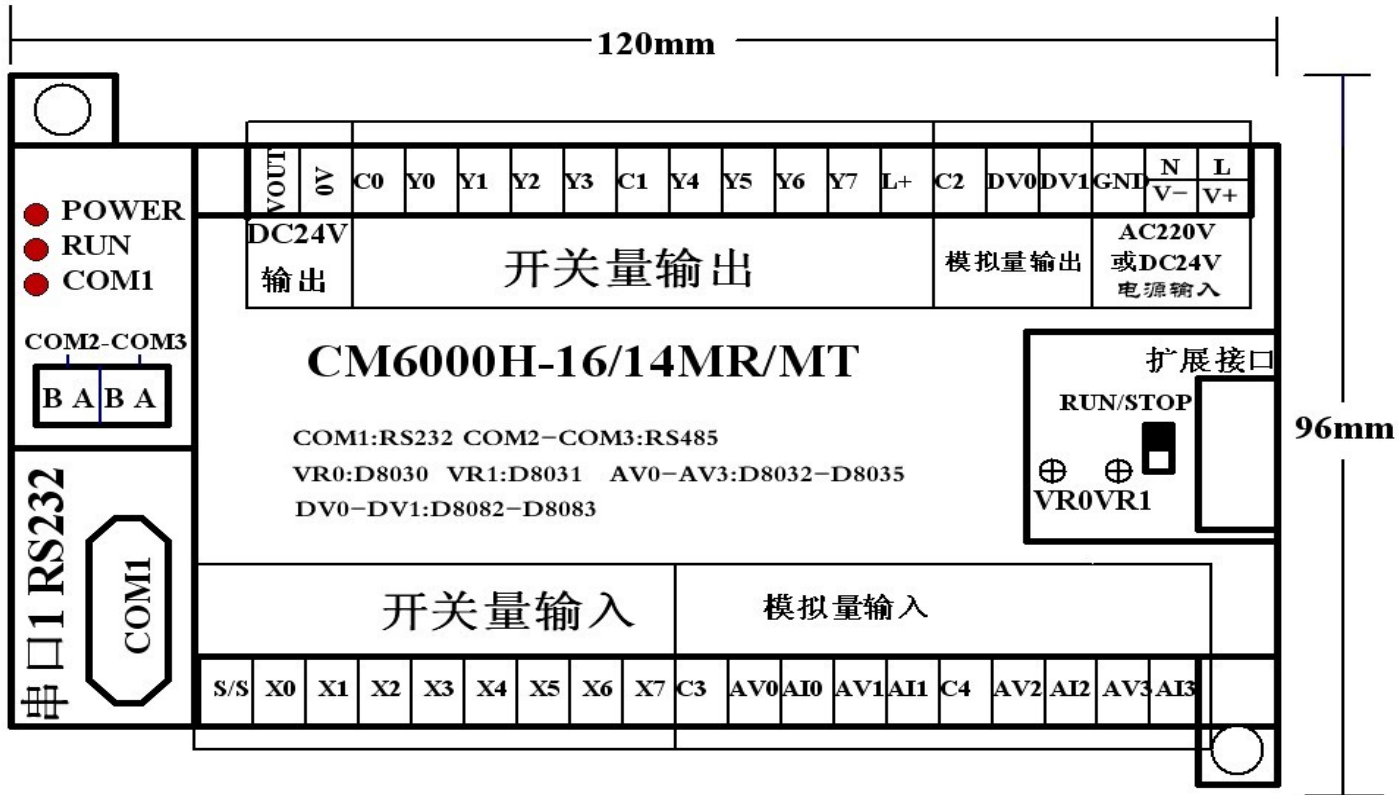 120mm
96mm
VOUT 0V C0 Y0 Y1 Y2 Y3 C1 Y4 Y5 Y6 Y7 L+ C2 DV0 DV1 GND N L
V− V+
DC24V
输出
开关量输出
模拟量输出
AC220V
或DC24V
电源输入
POWER
RUN
COM1
COM2-COM3
B A B A
CM6000H-16/14MR/MT
COM1:RS232 COM2−COM3:RS485
VR0:D8030 VR1:D8031 AV0−AV3:D8032−D8035
DV0−DV1:D8082−D8083
扩展接口
RUN/STOP
VR0VR1
串口1 RS232
COM1
开关量输入
模拟量输入
S/S X0 X1 X2 X3 X4 X5 X6 X7 C3 AV0 AI0 AV1 AI1 C4 AV2 AI2 AV3 AI3